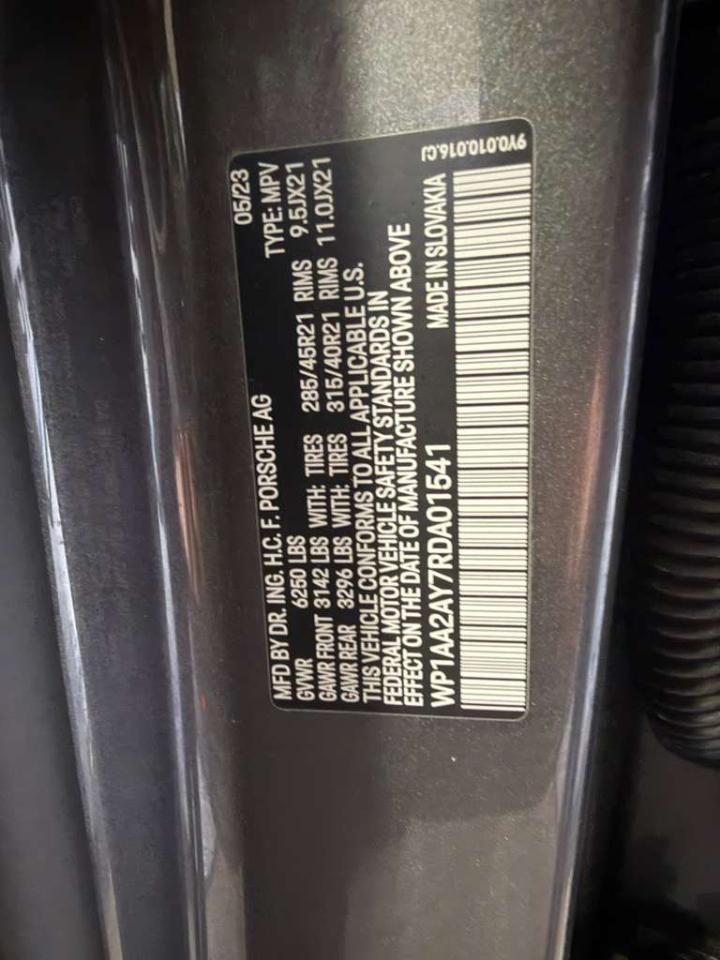 MFD BY DR. ING. H.C. F. PORSCHE AG 05/23
GVWR 6250 LBS TYPE: MPV
GAWR FRONT 3142 LBS WITH: TIRES 285/45R21 RIMS 9.5JX21
GAWR REAR 3296 LBS WITH: TIRES 315/40R21 RIMS 11.0JX21
THIS VEHICLE CONFORMS TO ALL APPLICABLE U.S.
FEDERAL MOTOR VEHICLE SAFETY STANDARDS IN
EFFECT ON THE DATE OF MANUFACTURE SHOWN ABOVE
WP1AA2AY7RDA01541 MADE IN SLOVAKIA
9Y0.010.016.CJ